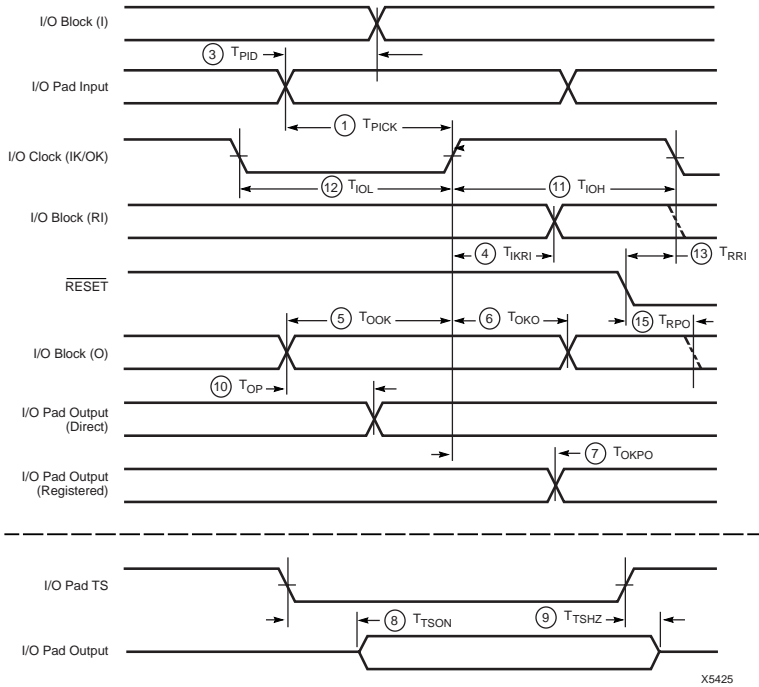 I/O Block (I)
3 TPID
I/O Pad Input
1 TPICK
I/O Clock (IK/OK)
12 TIOL
11 TIOH
I/O Block (RI)
4 TIKRI
13 TRRI
RESET
5 TOOK
6 TOKO
15 TRPO
I/O Block (O)
10 TOP
I/O Pad Output
(Direct)
7 TOKPO
I/O Pad Output
(Registered)
I/O Pad TS
8 TTSON
9 TTSHZ
I/O Pad Output
X5425